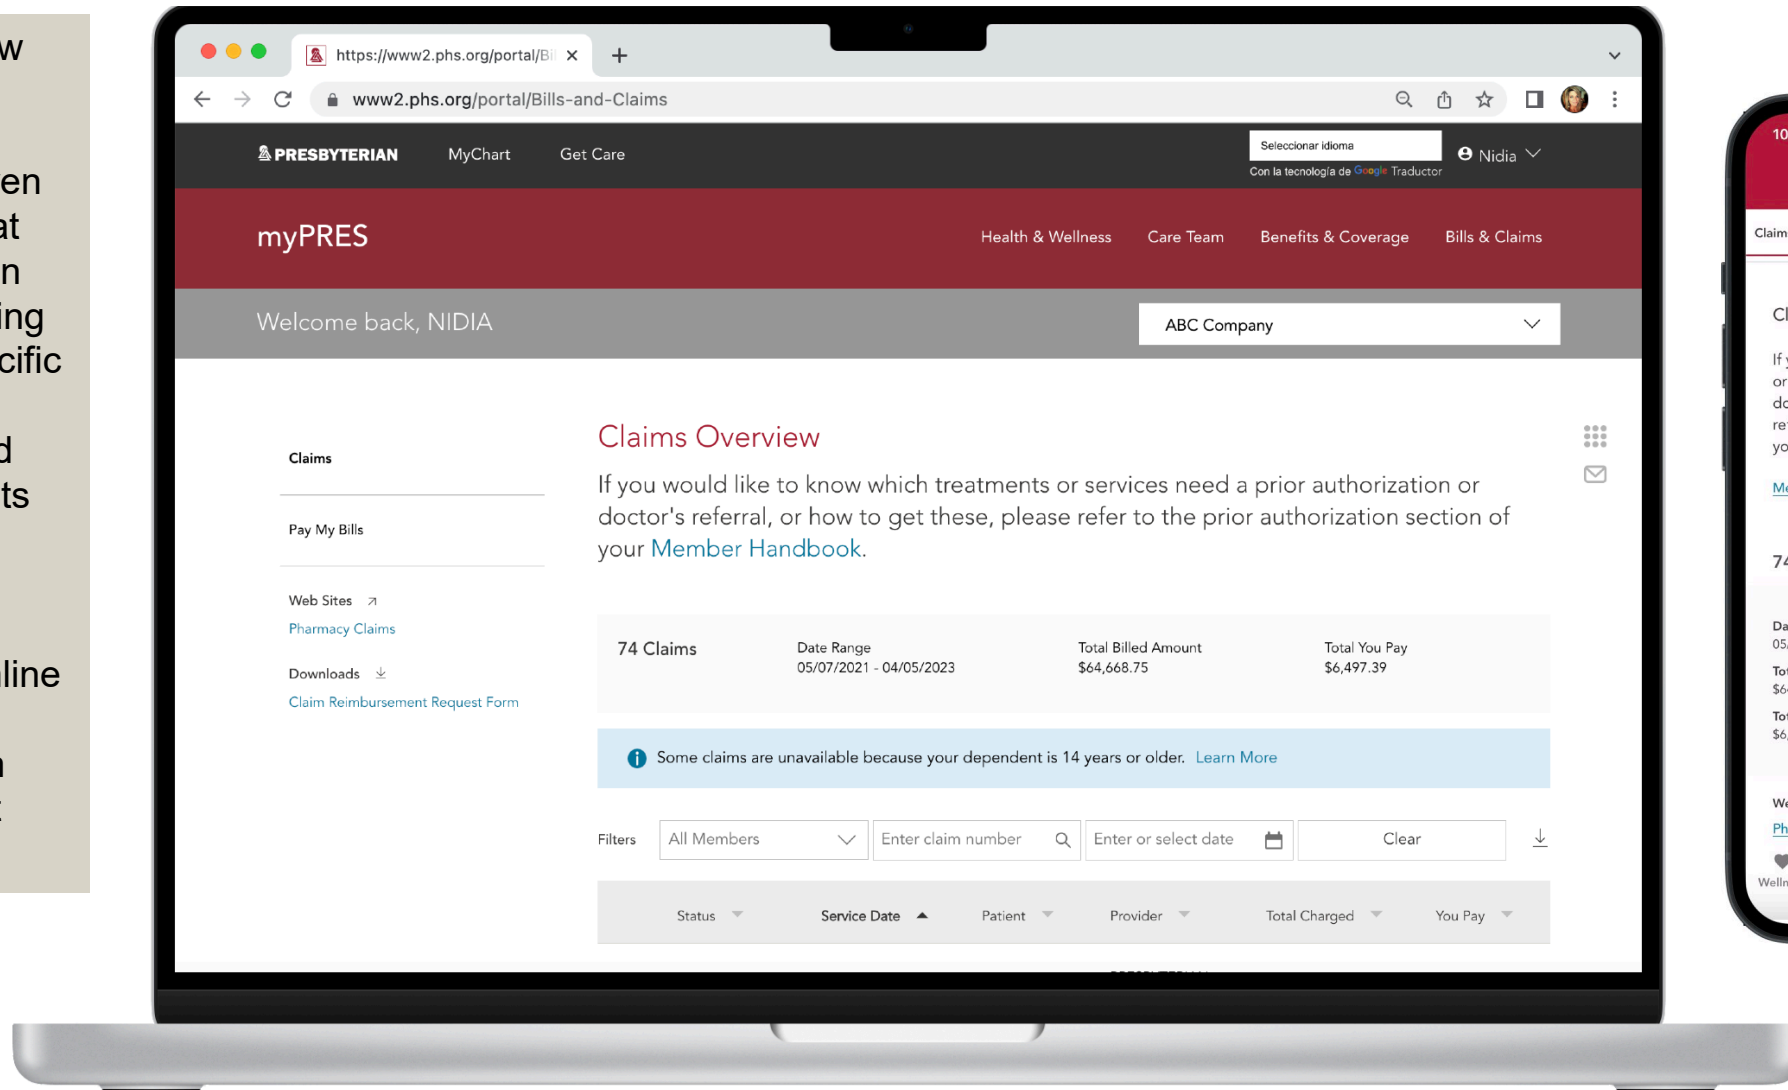 https://www2.phs.org/portal/Bil
www2.phs.org/portal/Bills-and-Claims
PRESBYTERIAN MyChart Get Care
Seleccionar idioma
Con la tecnología de Google Traductor
Nidia
myPRES
Health & Wellness Care Team Benefits & Coverage Bills & Claims
Welcome back, NIDIA
ABC Company
Claims
Pay My Bills
Web Sites
Pharmacy Claims
Downloads
Claim Reimbursement Request Form
Claims Overview
If you would like to know which treatments or services need a prior authorization or
doctor's referral, or how to get these, please refer to the prior authorization section of
your Member Handbook.
74 Claims
Date Range
05/07/2021 - 04/05/2023
Total Billed Amount
$64,668.75
Total You Pay
$6,497.39
Some claims are unavailable because your dependent is 14 years or older. Learn More
Filters All Members Enter claim number Enter or select date Clear
Status Service Date Patient Provider Total Charged You Pay
10
Claim
If
or
74